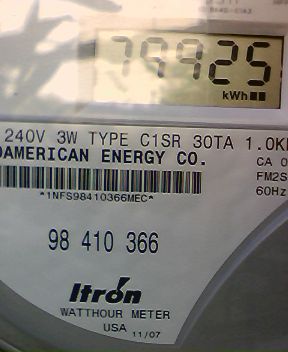 79925
kWh
240V 3W TYPE C1SR 30TA 1.0K
AMERICAN ENERGY CO.
CA 0
FM2S
60Hz
*1NFS98410366MEC*
98 410 366
Itron
WATTHOUR METER
USA 11/07